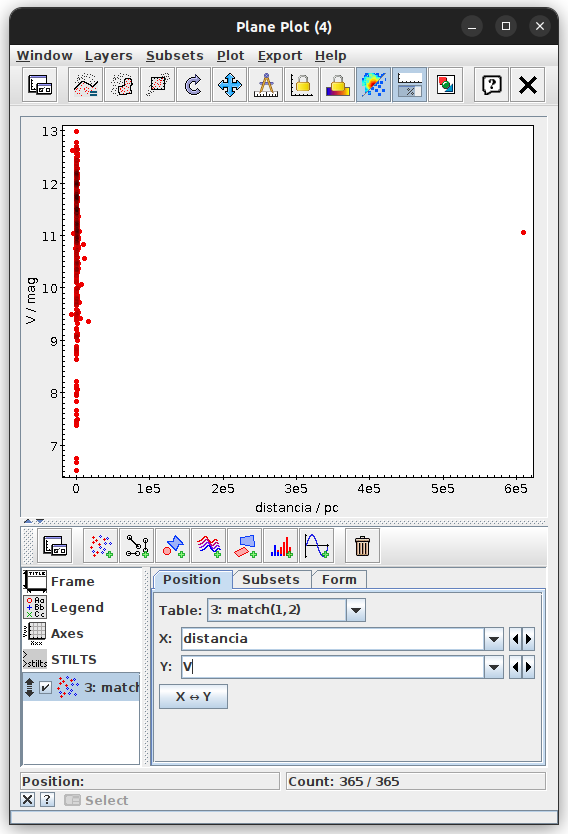 Plane Plot (4)
Window Layers Subsets Plot Export Help
13
12
11
10
9
8
7
V / mag
0 1e5 2e5 3e5 4e5 5e5 6e5
distancia / pc
Frame
Legend
Axes
STILTS
3: match
Position Subsets Form
Table: 3: match(1,2)
X: distancia
Y: V
X ↔ Y
Position:
Count: 365 / 365
Select